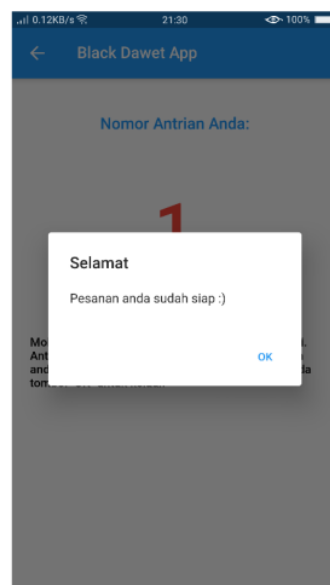 0.12KB/s 21:30 100%
Black Dawet App
Nomor Antrian Anda:
1
Selamat
Pesanan anda sudah siap :)
OK